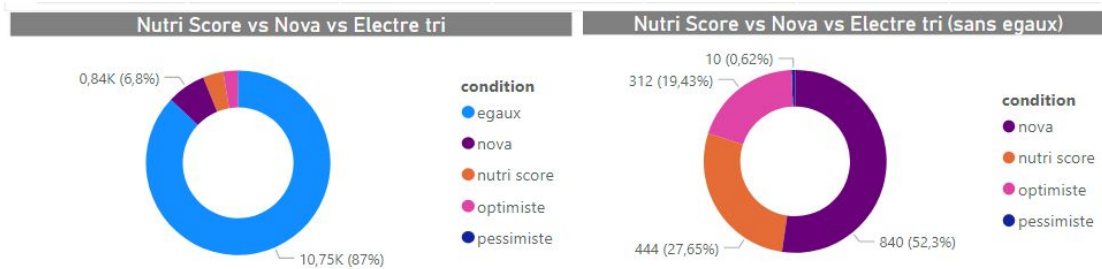 Nutri Score vs Nova vs Electre tri
0,84K (6,8%)
10,75K (87%)
condition
egaux
nova
nutri score
optimiste
pessimiste
Nutri Score vs Nova vs Electre tri (sans egaux)
10 (0,62%)
312 (19,43%)
444 (27,65%)
840 (52,3%)
condition
nova
nutri score
optimiste
pessimiste